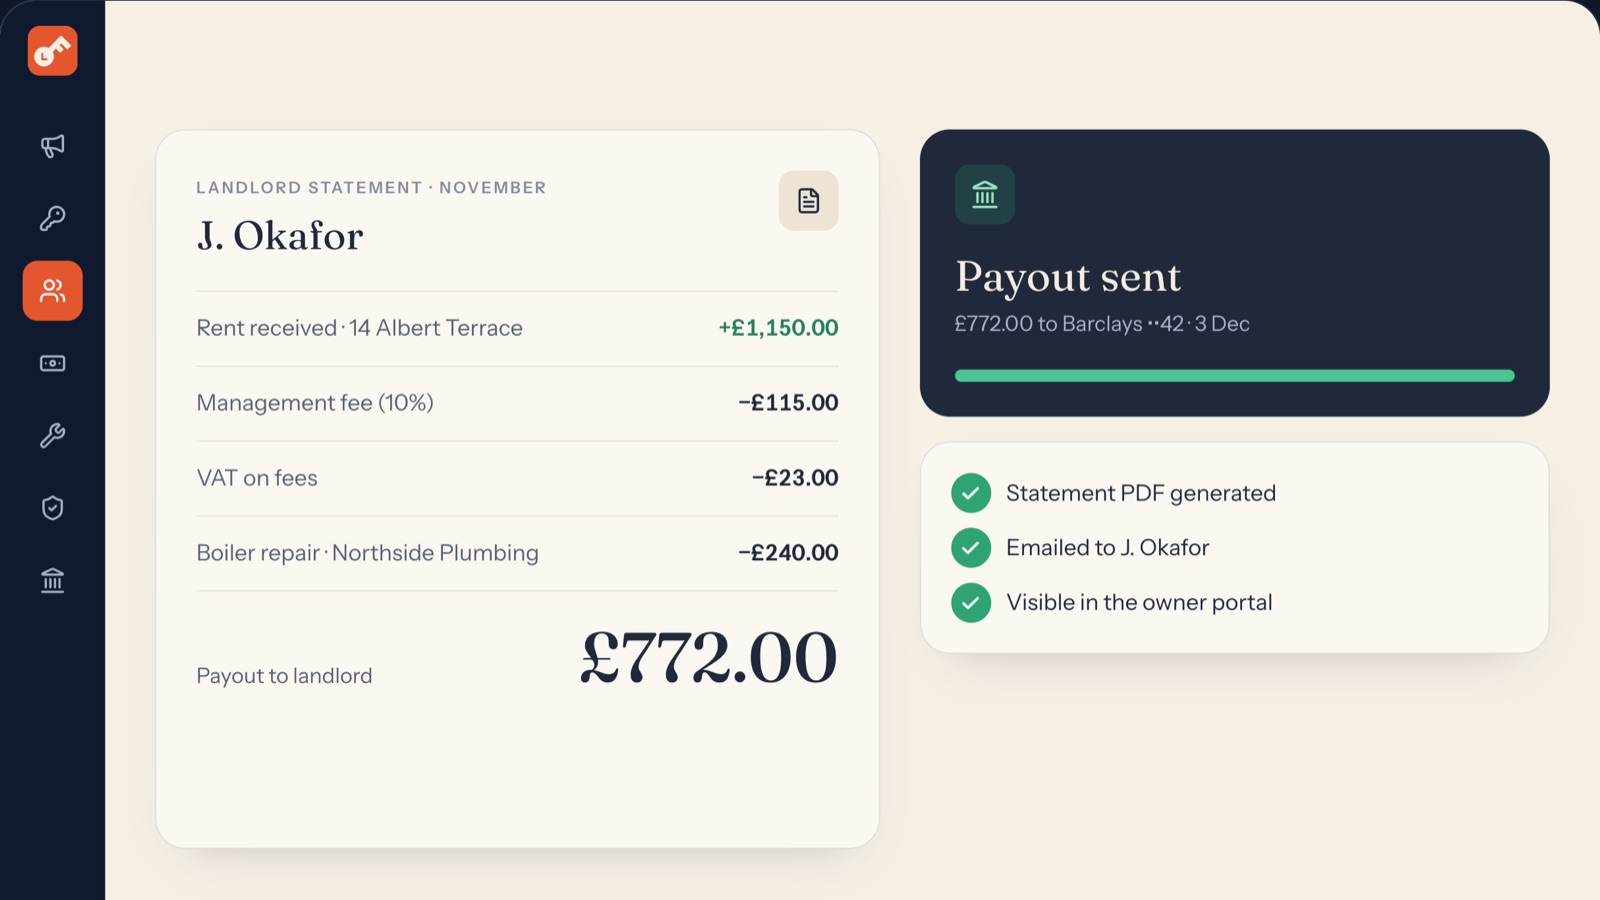 L
LANDLORD STATEMENT · NOVEMBER
J. Okafor
Rent received · 14 Albert Terrace +£1,150.00
Management fee (10%) −£115.00
VAT on fees −£23.00
Boiler repair · Northside Plumbing −£240.00
Payout to landlord £772.00
Payout sent
£772.00 to Barclays ··42 · 3 Dec
Statement PDF generated
Emailed to J. Okafor
Visible in the owner portal